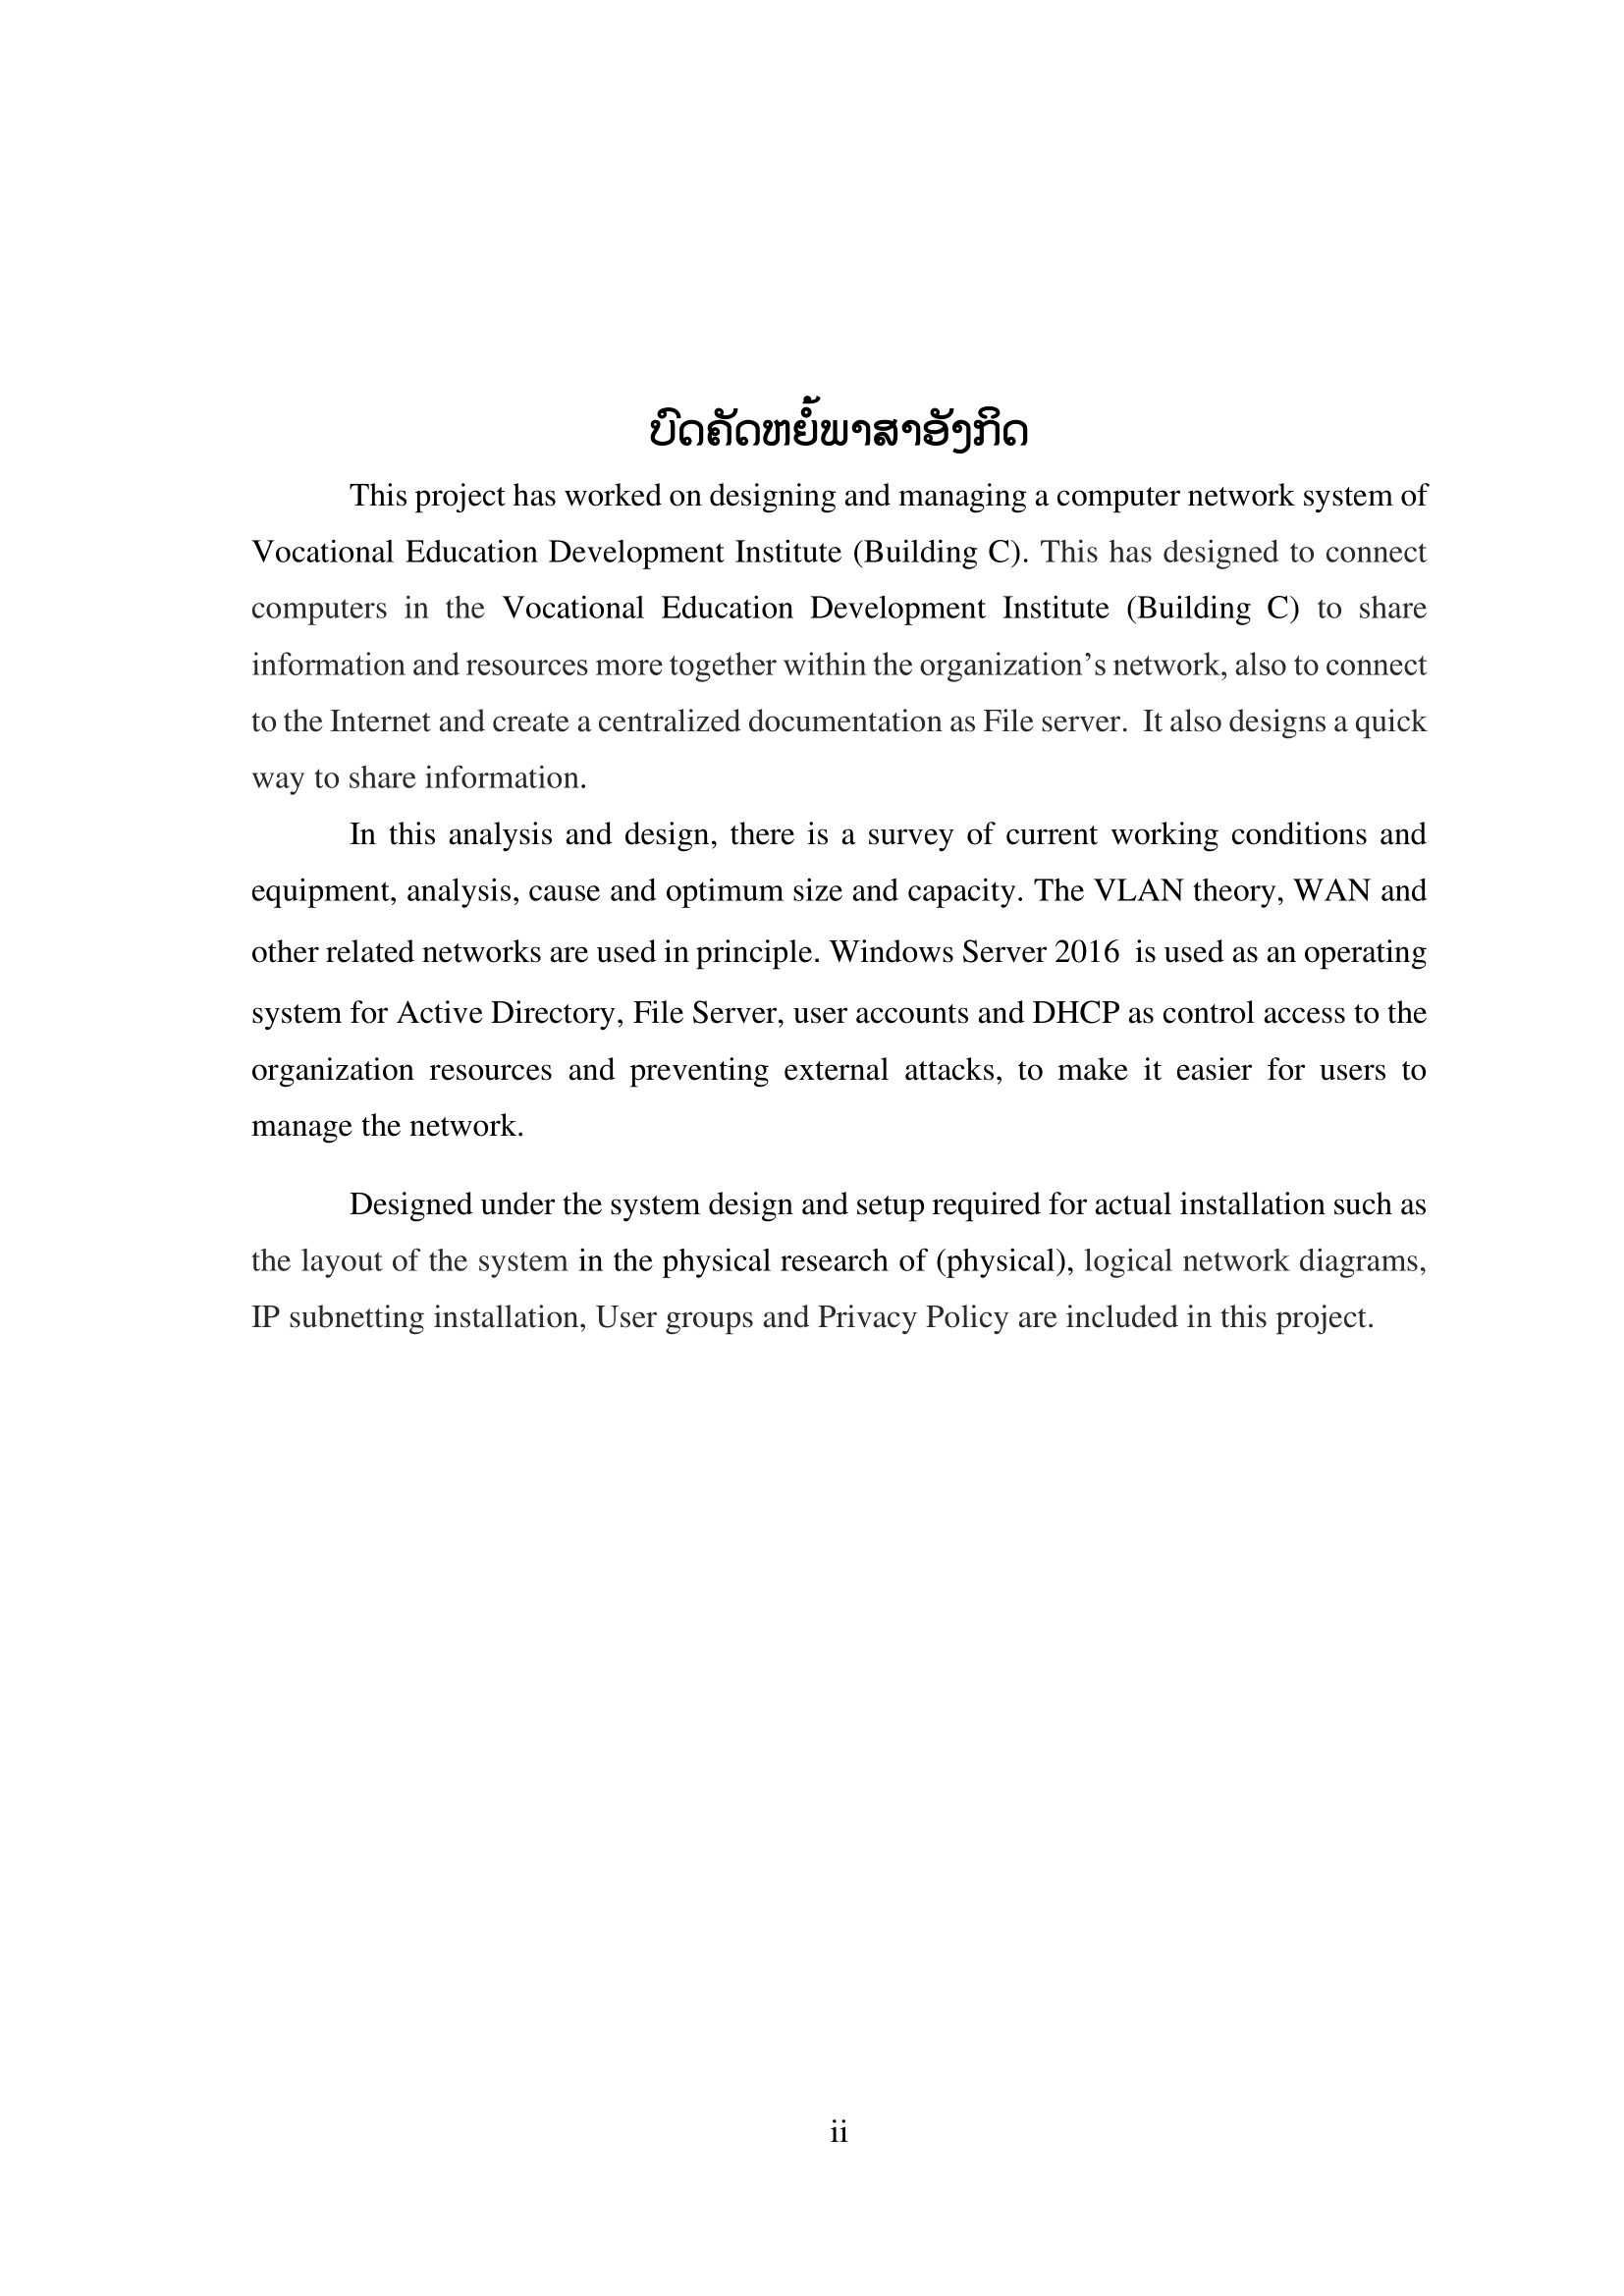 ບົດຄັດຫຍໍ້ພາສາອັງກິດ
This project has worked on designing and managing a computer network system of
Vocational Education Development Institute (Building C). This has designed to connect
computers in the Vocational Education Development Institute (Building C) to share
information and resources more together within the organization’s network, also to connect
to the Internet and create a centralized documentation as File server. It also designs a quick
way to share information.
In this analysis and design, there is a survey of current working conditions and
equipment, analysis, cause and optimum size and capacity. The VLAN theory, WAN and
other related networks are used in principle. Windows Server 2016 is used as an operating
system for Active Directory, File Server, user accounts and DHCP as control access to the
organization resources and preventing external attacks, to make it easier for users to
manage the network.
Designed under the system design and setup required for actual installation such as
the layout of the system in the physical research of (physical), logical network diagrams,
IP subnetting installation, User groups and Privacy Policy are included in this project.
ii